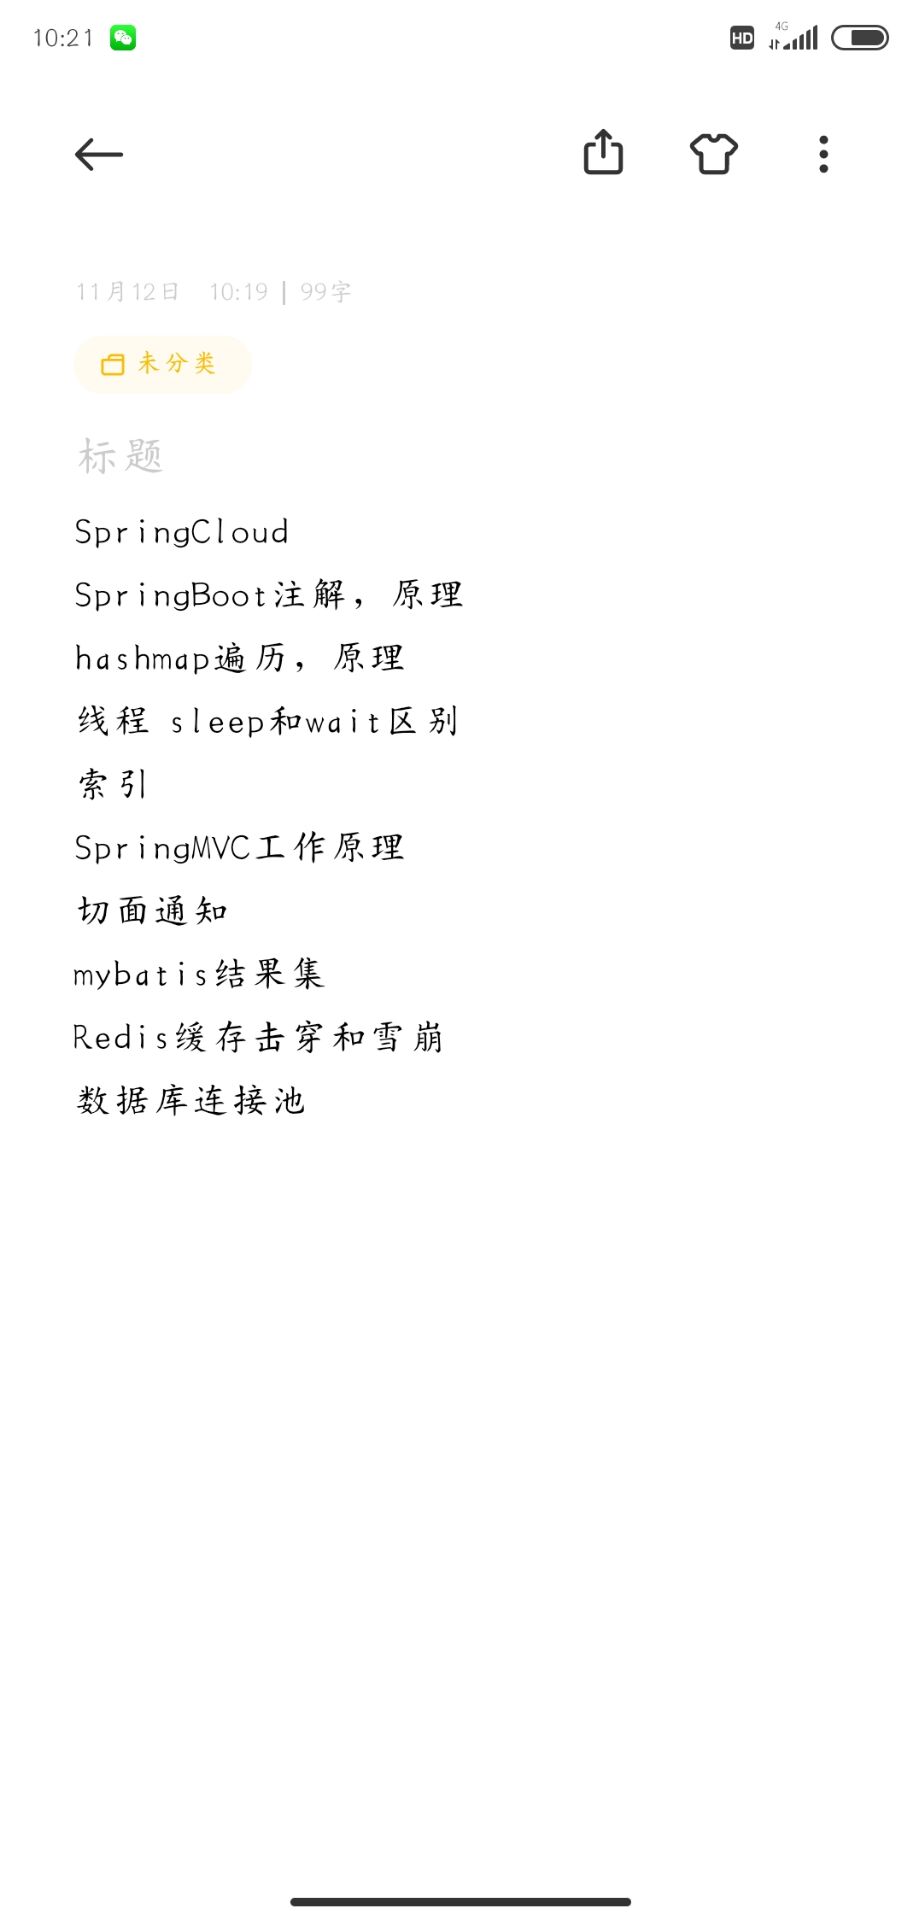 10:21
HD 4G
11月12日 10:19 | 99字
未分类
标题
SpringCloud
SpringBoot注解，原理
hashmap遍历，原理
线程 sleep和wait区别
索引
SpringMVC工作原理
切面通知
mybatis结果集
Redis缓存击穿和雪崩
数据库连接池